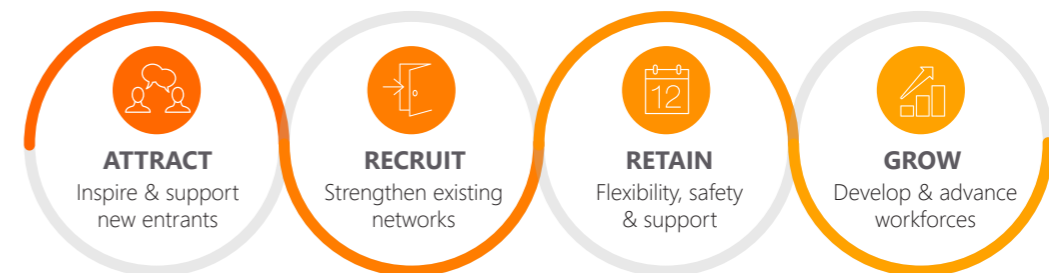 ATTRACT
Inspire & support
new entrants
RECRUIT
Strengthen existing
networks
12
RETAIN
Flexibility, safety
& support
GROW
Develop & advance
workforces